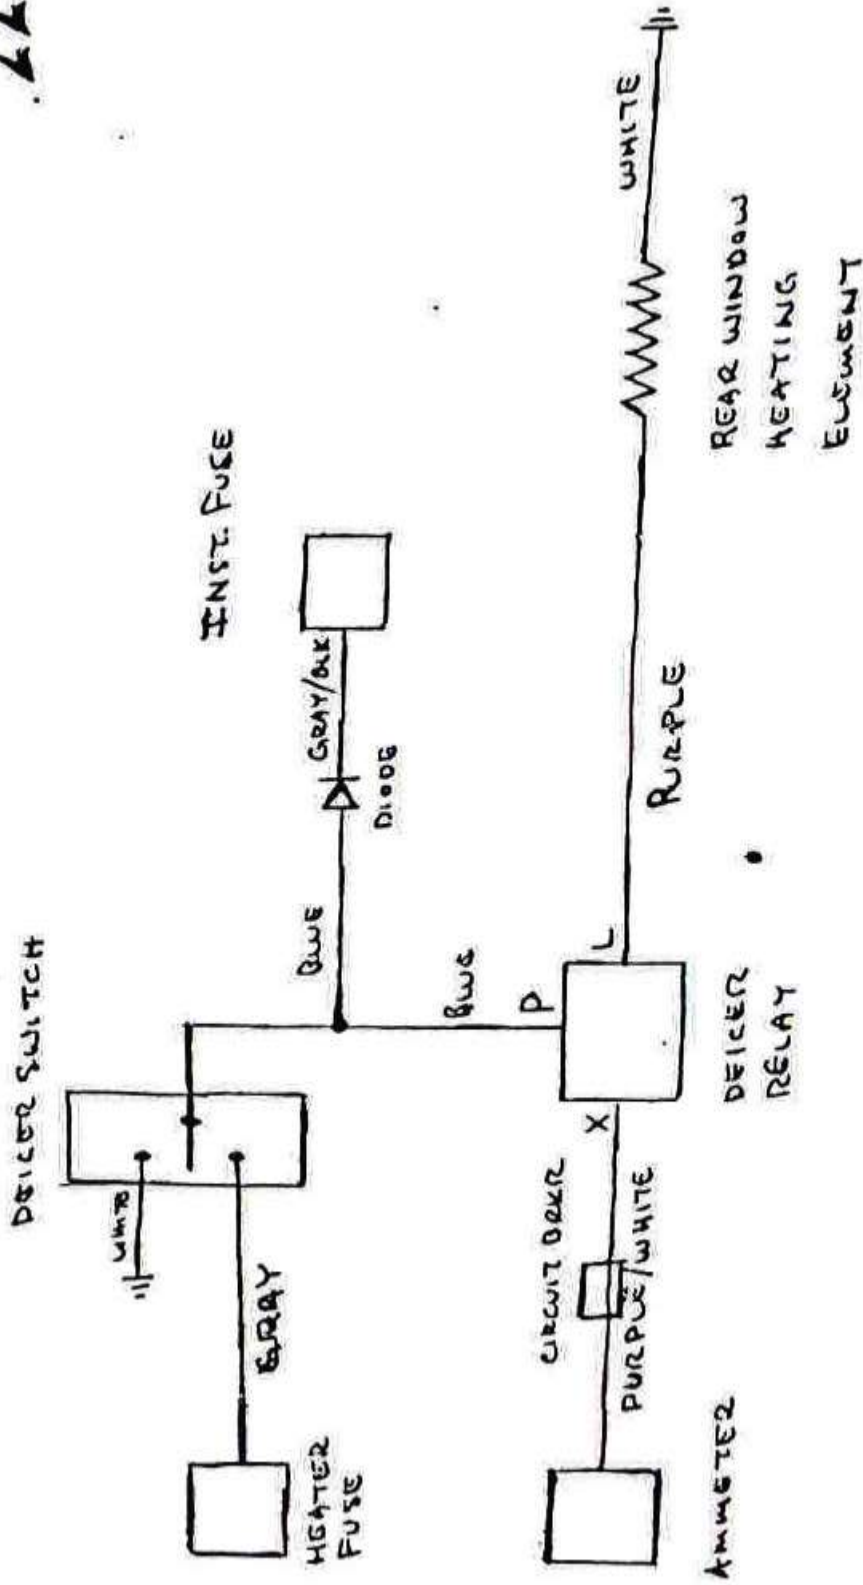 DEICER SWITCH
WHITE
GRAY
HEATER
FUSE
INST. FUSE
GRAY/BLK
DIODE
BLUE
BLUE
P
L
X
CIRCUIT BRKR
PURPLE/WHITE
AMMETER
DEICER
RELAY
PURPLE
WHITE
REAR WINDOW
HEATING
ELEMENT